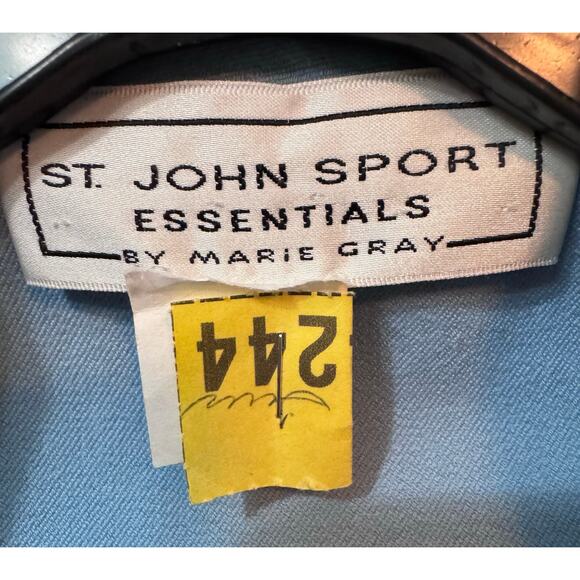 ST. JOHN SPORT
ESSENTIALS
BY MARIE GRAY
244